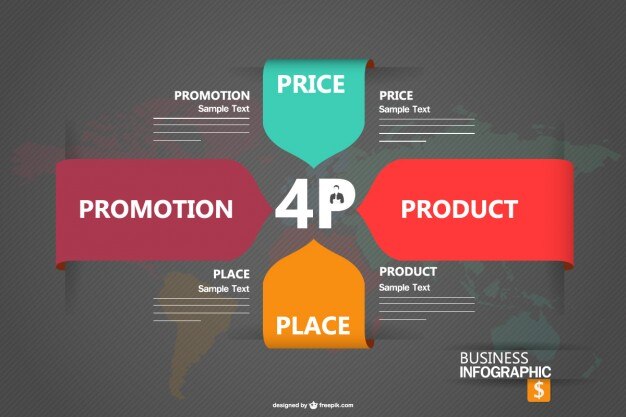 PRICE
PROMOTION
Sample Text
PRICE
Sample Text
PROMOTION
4P
PRODUCT
PLACE
Sample Text
PRODUCT
Sample Text
PLACE
BUSINESS
INFOGRAPHIC
$
designed by freepik.com